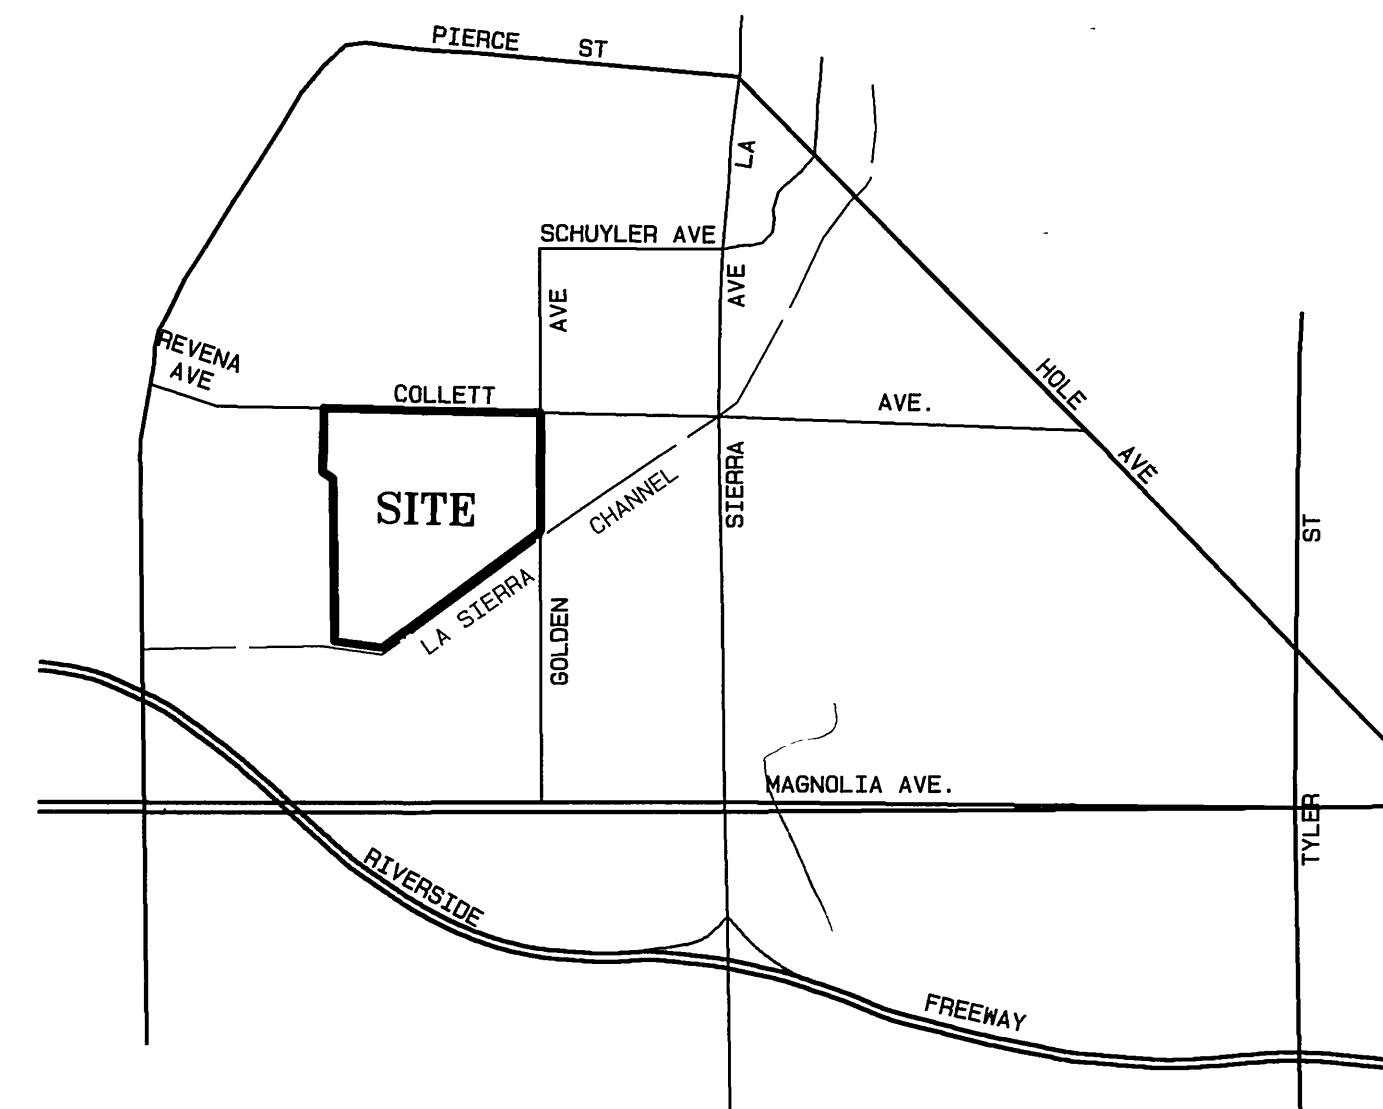 PIERCE ST
LA
SCHUYLER AVE
AVE
AVE
REVENA
AVE
COLLETT
AVE.
HOLE
AVE
SITE
CHANNEL
SIERRA
ST
LA SIERRA
GOLDEN
MAGNOLIA AVE.
TYLER
RIVERSIDE
FREEWAY